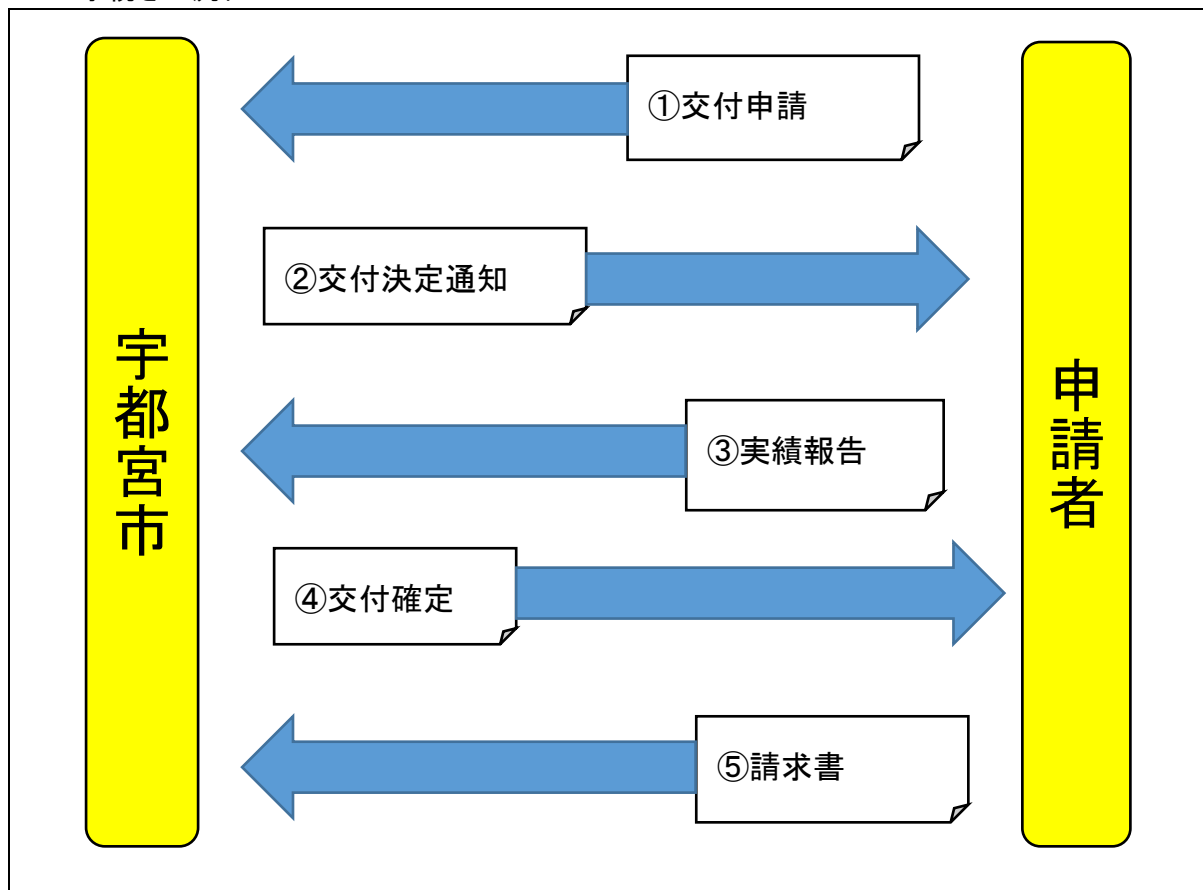 宇都宮市
①交付申請
②交付決定通知
③実績報告
④交付確定
⑤請求書
申請者